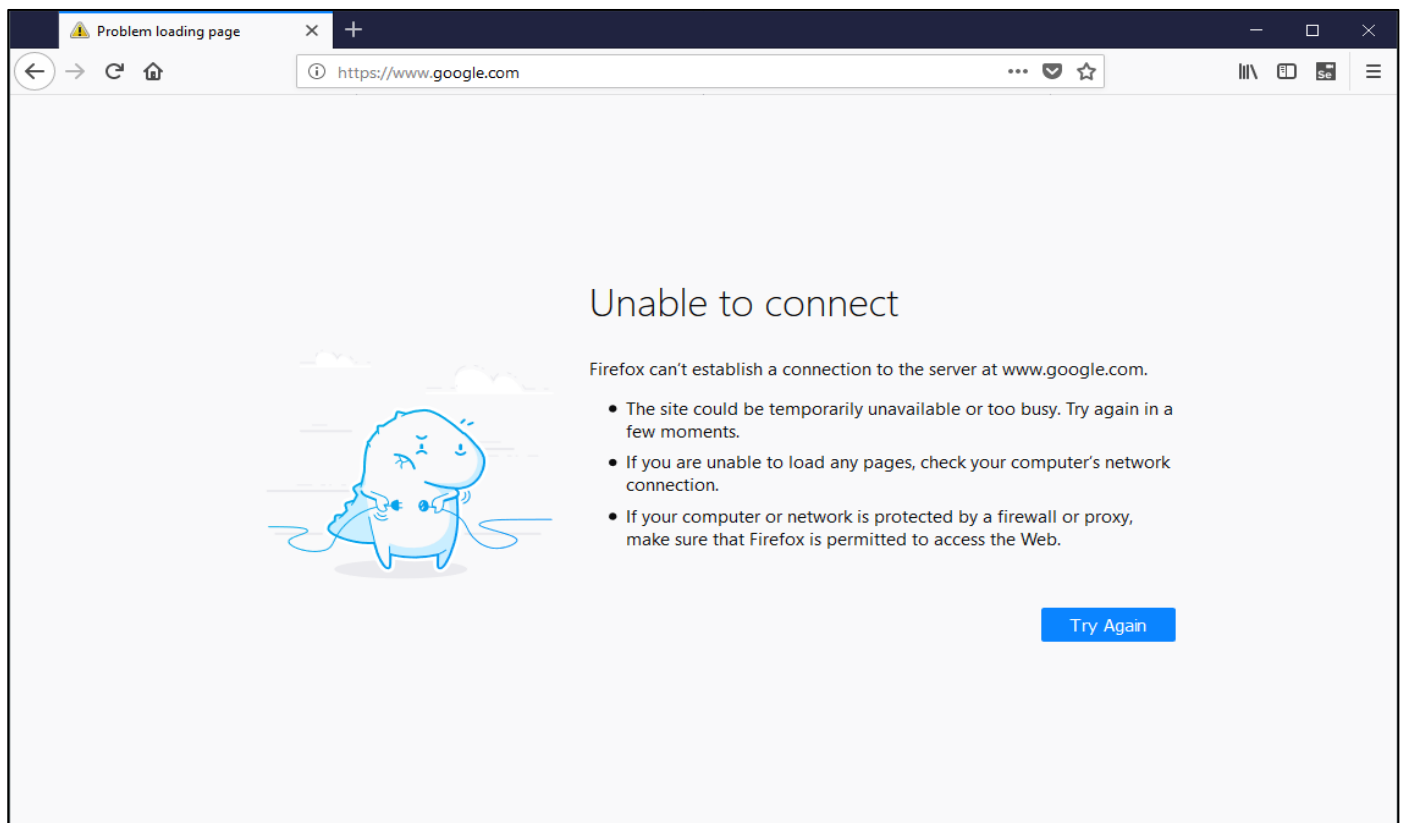 Problem loading page
https://www.google.com
Se
Unable to connect
Firefox can't establish a connection to the server at www.google.com.
• The site could be temporarily unavailable or too busy. Try again in a
few moments.
• If you are unable to load any pages, check your computer's network
connection.
• If your computer or network is protected by a firewall or proxy,
make sure that Firefox is permitted to access the Web.
Try Again